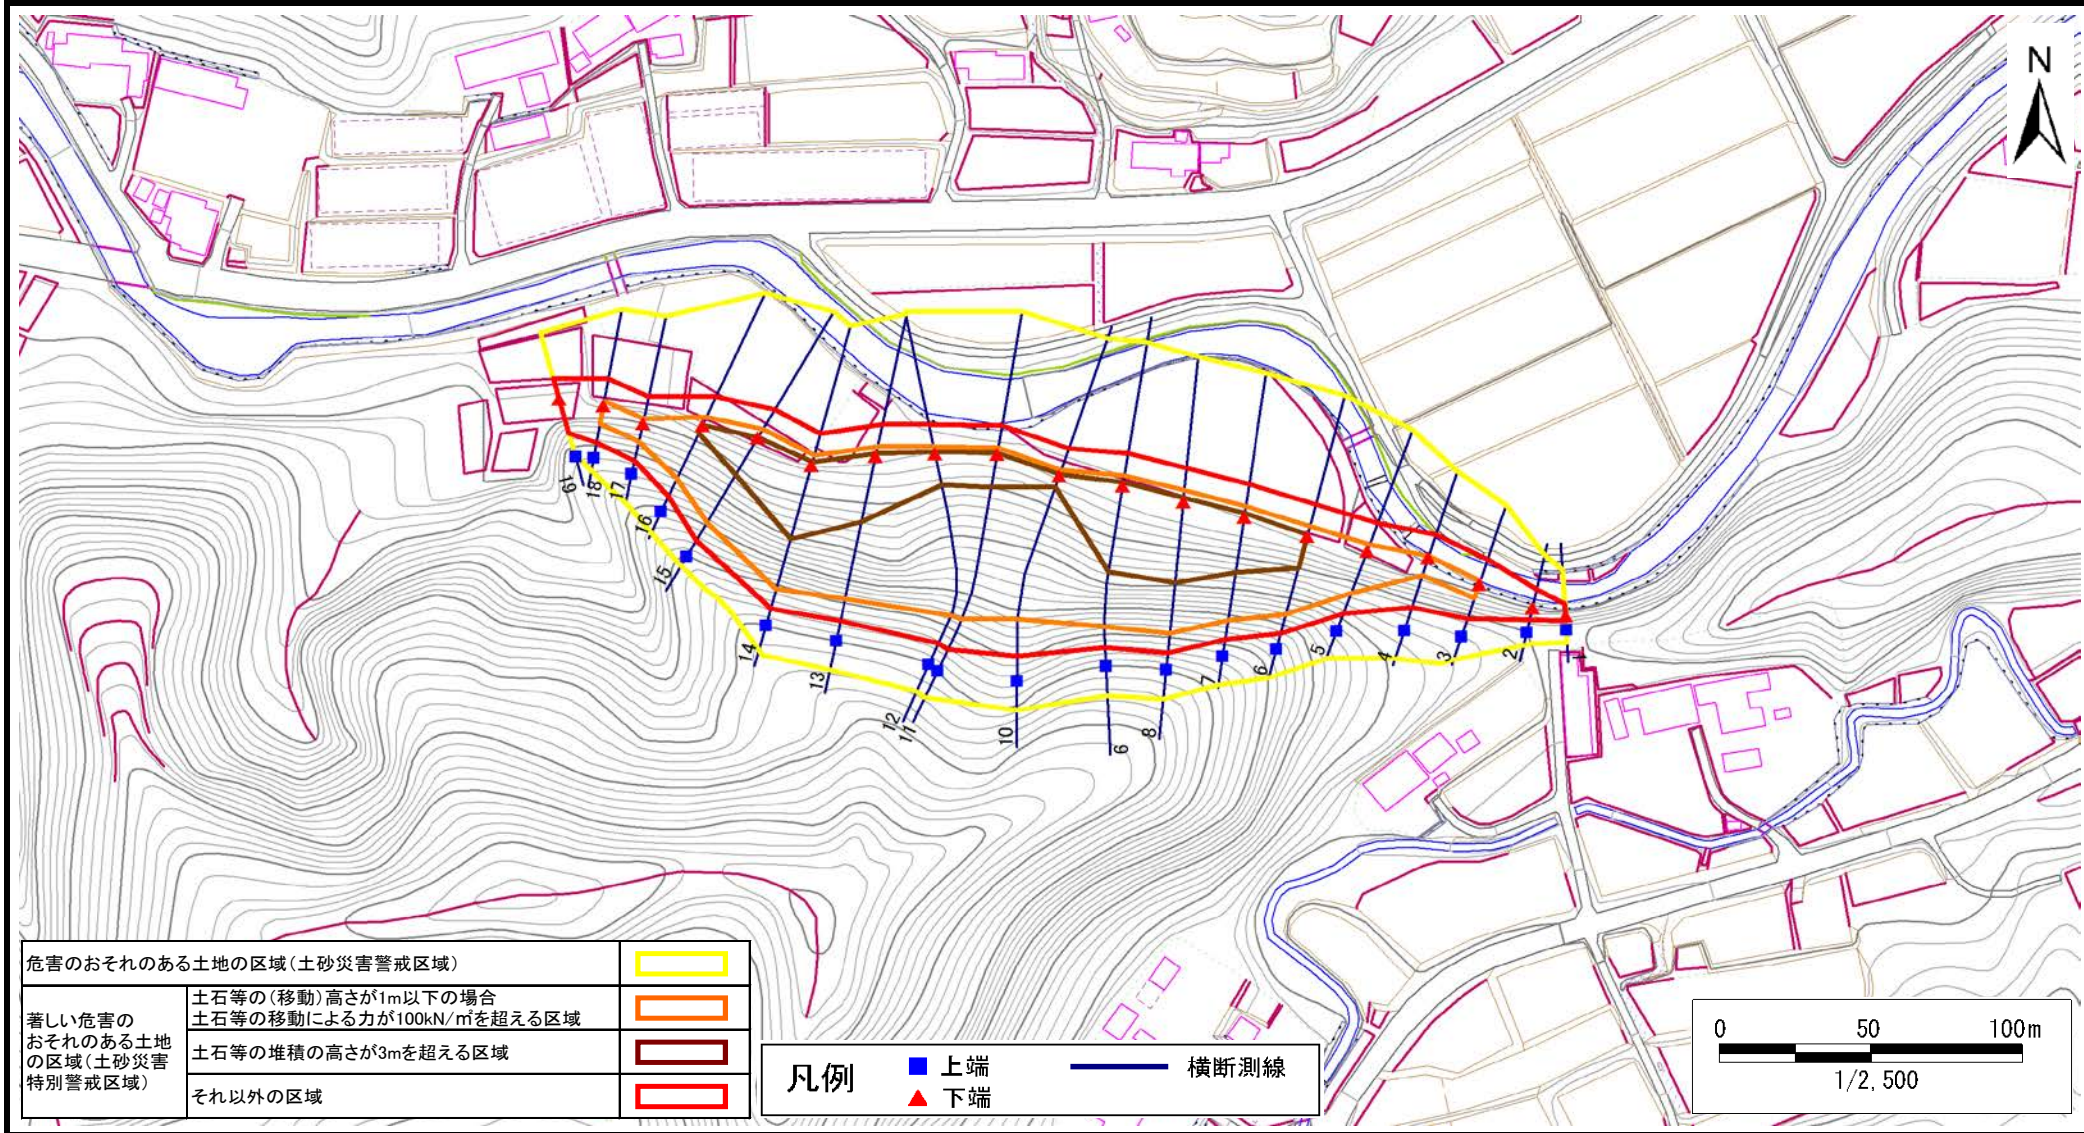 N
19
18
17
16
15
14
13
12
11
10
9
8
7
6
5
4
3
2
1
危害のおそれのある土地の区域(土砂災害警戒区域)
著しい危害の
おそれのある土地
の区域(土砂災害
特別警戒区域)
土石等の(移動)高さが1m以下の場合
土石等の移動による力が100kN/㎡を超える区域
土石等の堆積の高さが3mを超える区域
それ以外の区域
凡例
上端
下端
横断測線
0 50 100m
1/2,500